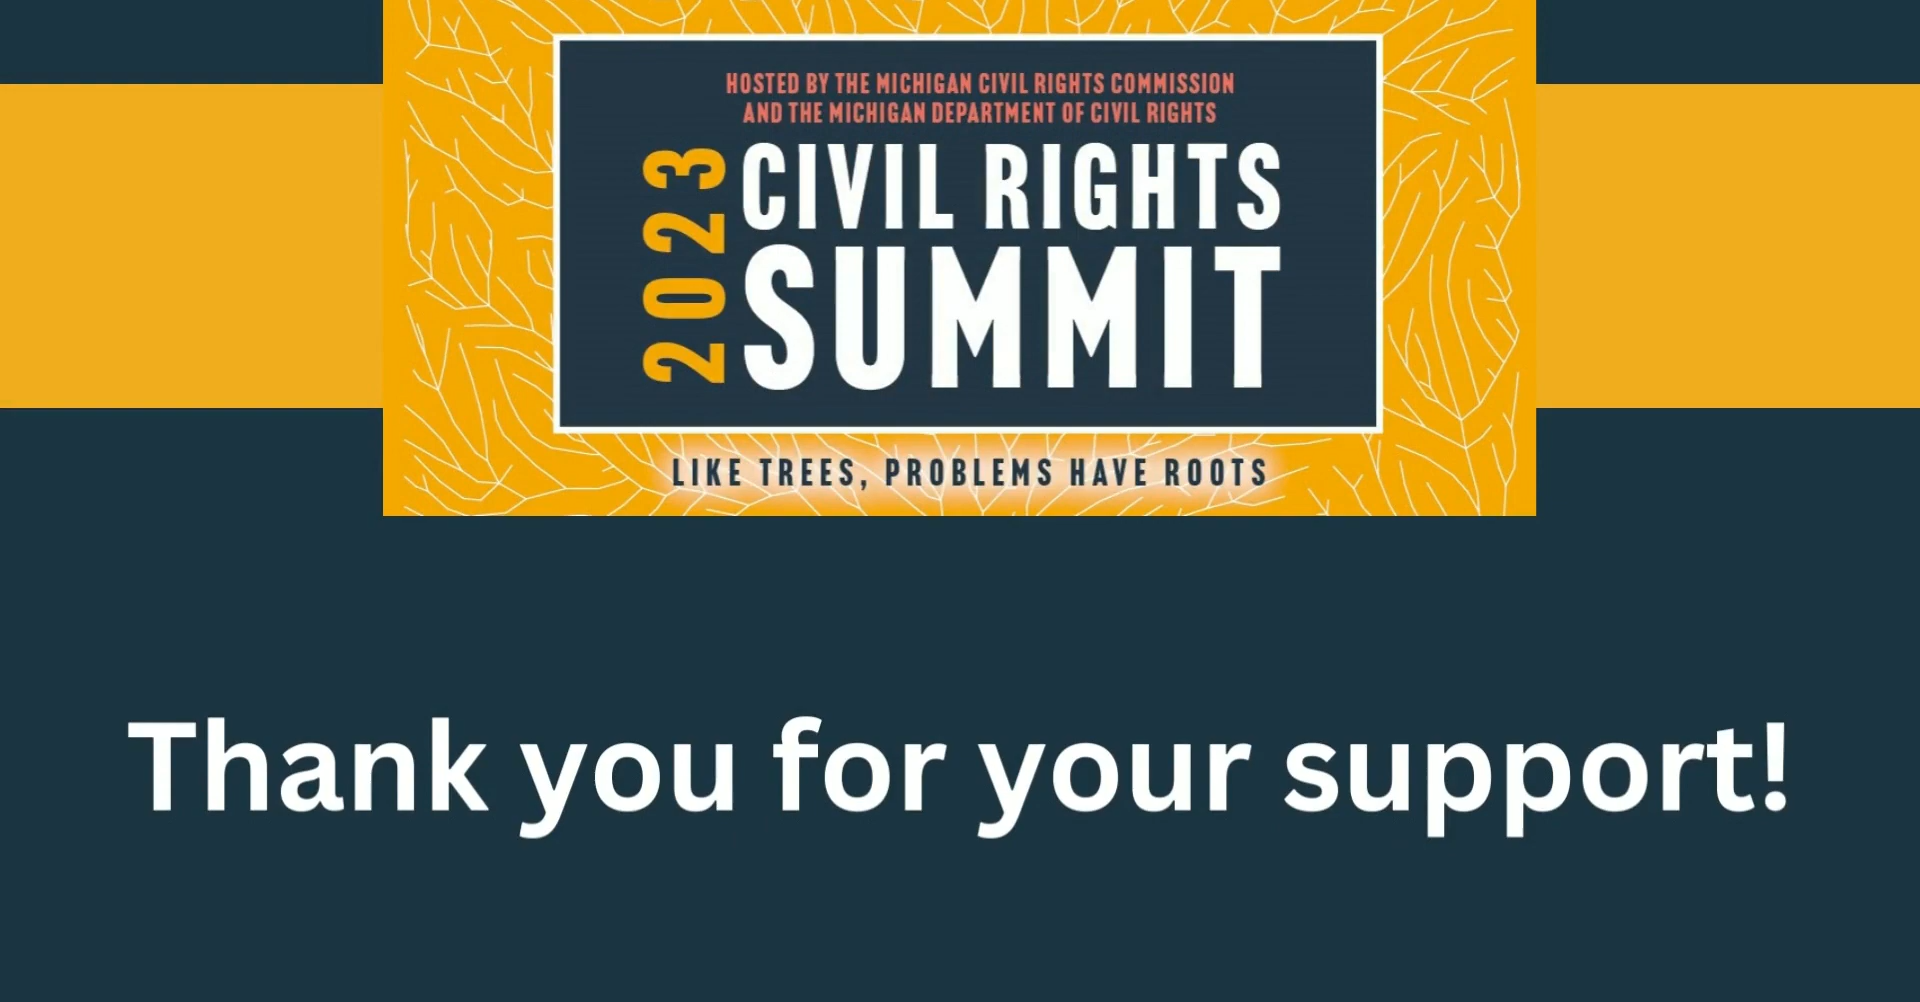 HOSTED BY THE MICHIGAN CIVIL RIGHTS COMMISSION
AND THE MICHIGAN DEPARTMENT OF CIVIL RIGHTS
2023
CIVIL RIGHTS
SUMMIT
LIKE TREES, PROBLEMS HAVE ROOTS
Thank you for your support!